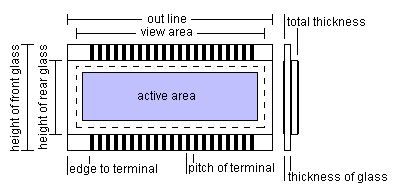 out line
view area
total thickness
height of front glass
height of rear glass
active area
edge to terminal
pitch of terminal
thickness of glass